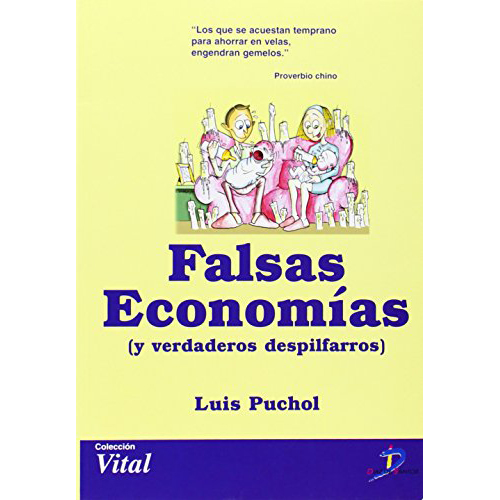 "Los que se acuestan temprano
para ahorrar en velas,
engendran gemelos."
Proverbio chino
Falsas
Economías
(y verdaderos despilfarros)
Luis Puchol
Colección
Vital